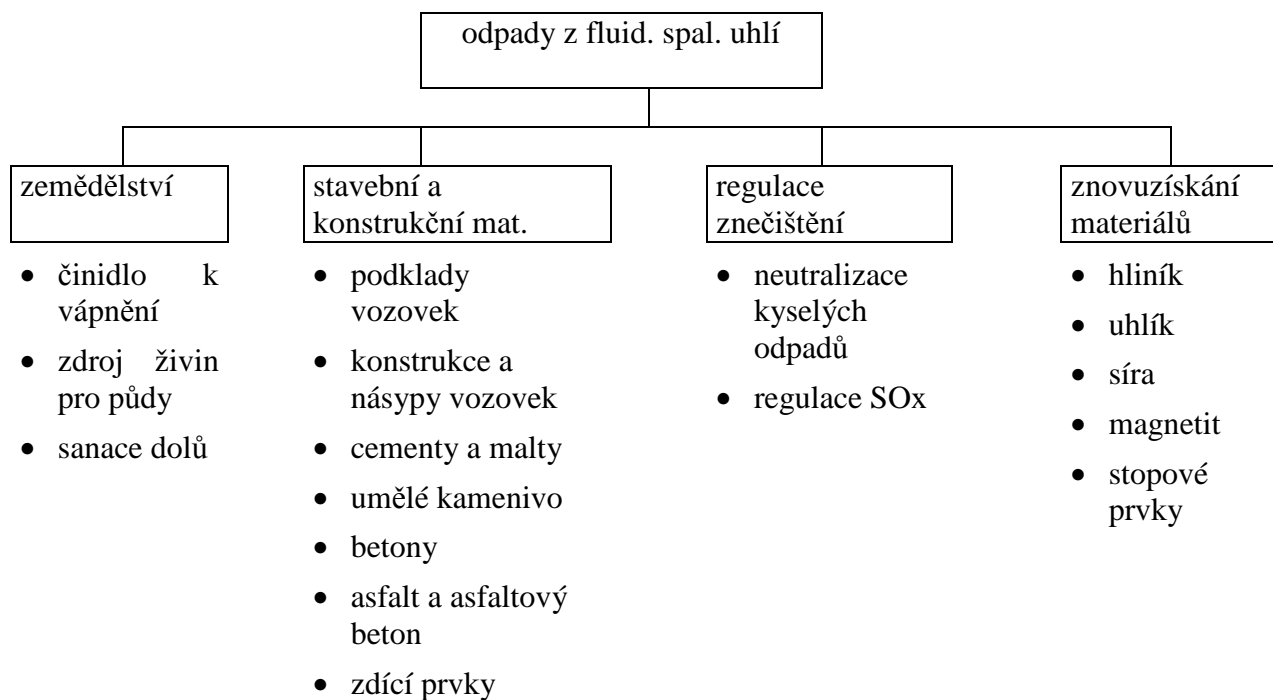 odpady z fluid. spal. uhlí
zemědělství
• činidlo k
vápnění
• zdroj živin
pro půdy
• sanace dolů
stavební a
konstrukční mat.
• podklady
vozovek
• konstrukce a
násypy vozovek
• cementy a malty
• umělé kamenivo
• betony
• asfalt a asfaltový
beton
• zdící prvky
regulace
znečištění
• neutralizace
kyselých
odpadů
• regulace SOx
znovuzískání
materiálů
• hliník
• uhlík
• síra
• magnetit
• stopové
prvky